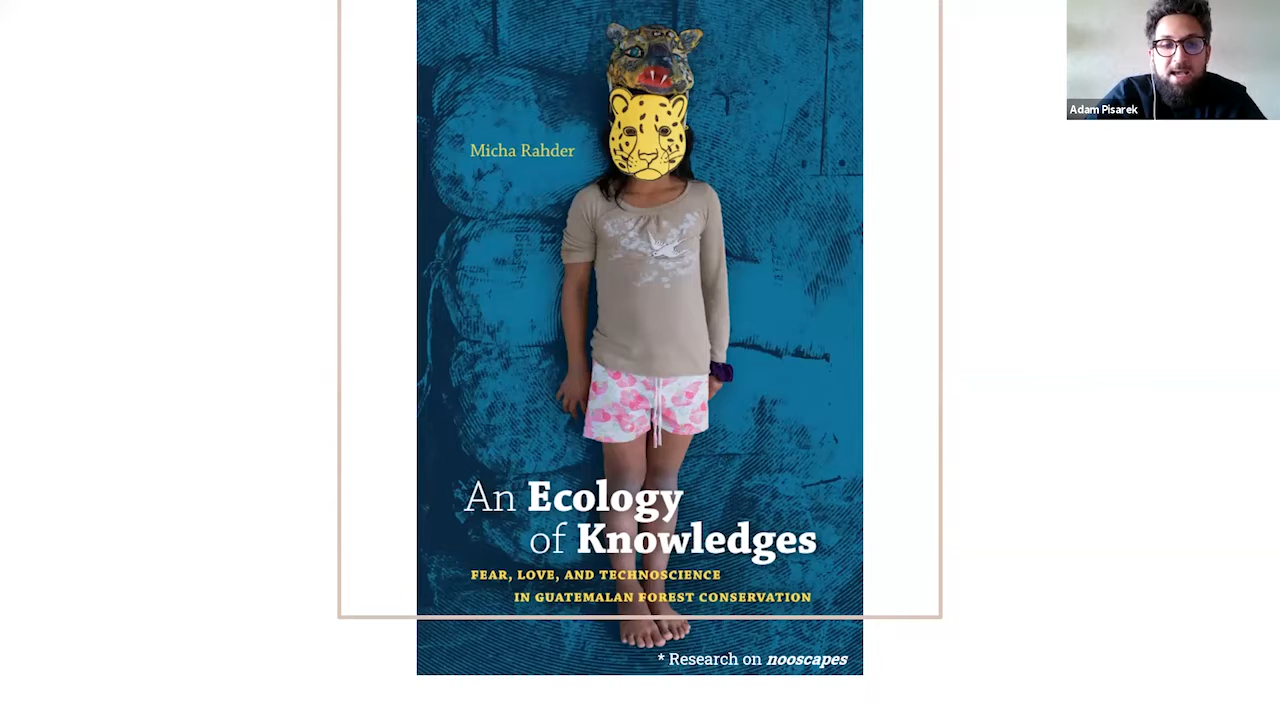 Adam Pisarek
Micha Rahder
An Ecology
of Knowledges
FEAR, LOVE, AND TECHNOSCIENCE
IN GUATEMALAN FOREST CONSERVATION
* Research on nooscapes